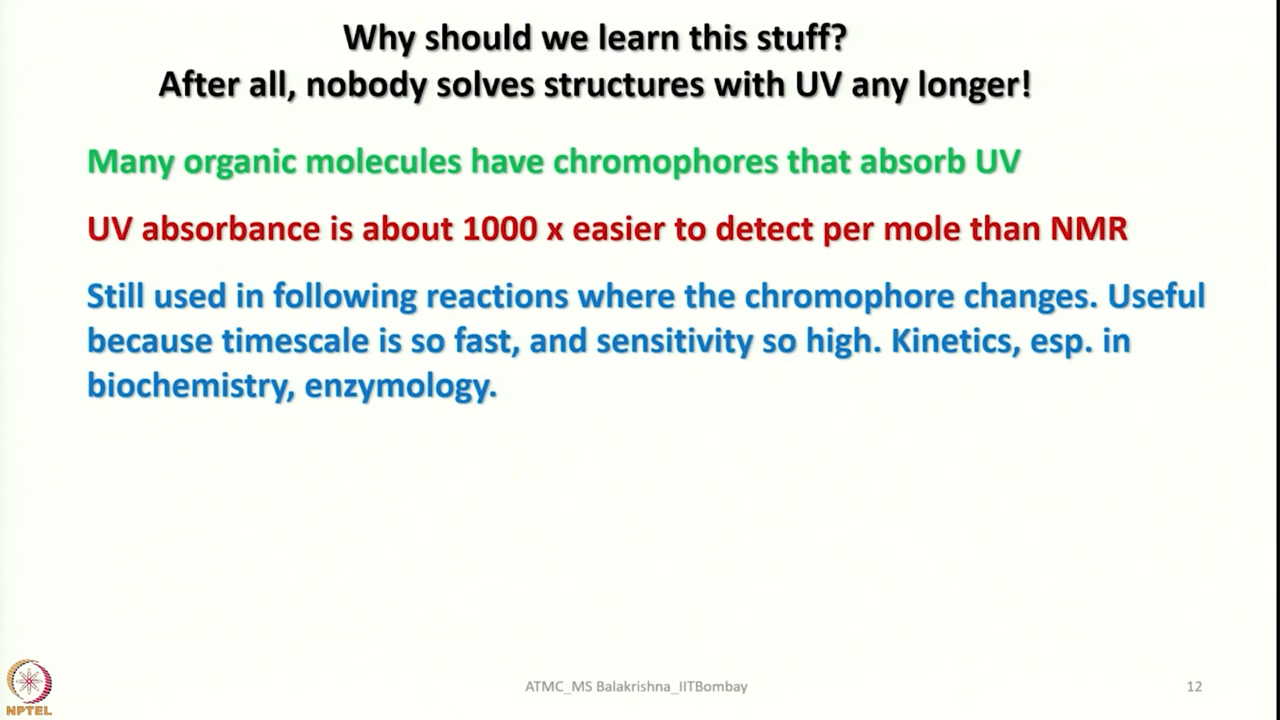 Why should we learn this stuff?
After all, nobody solves structures with UV any longer!
Many organic molecules have chromophores that absorb UV
UV absorbance is about 1000 x easier to detect per mole than NMR
Still used in following reactions where the chromophore changes. Useful
because timescale is so fast, and sensitivity so high. Kinetics, esp. in
biochemistry, enzymology.
NPTEL
ATMC_MS Balakrishna_IITBombay
12